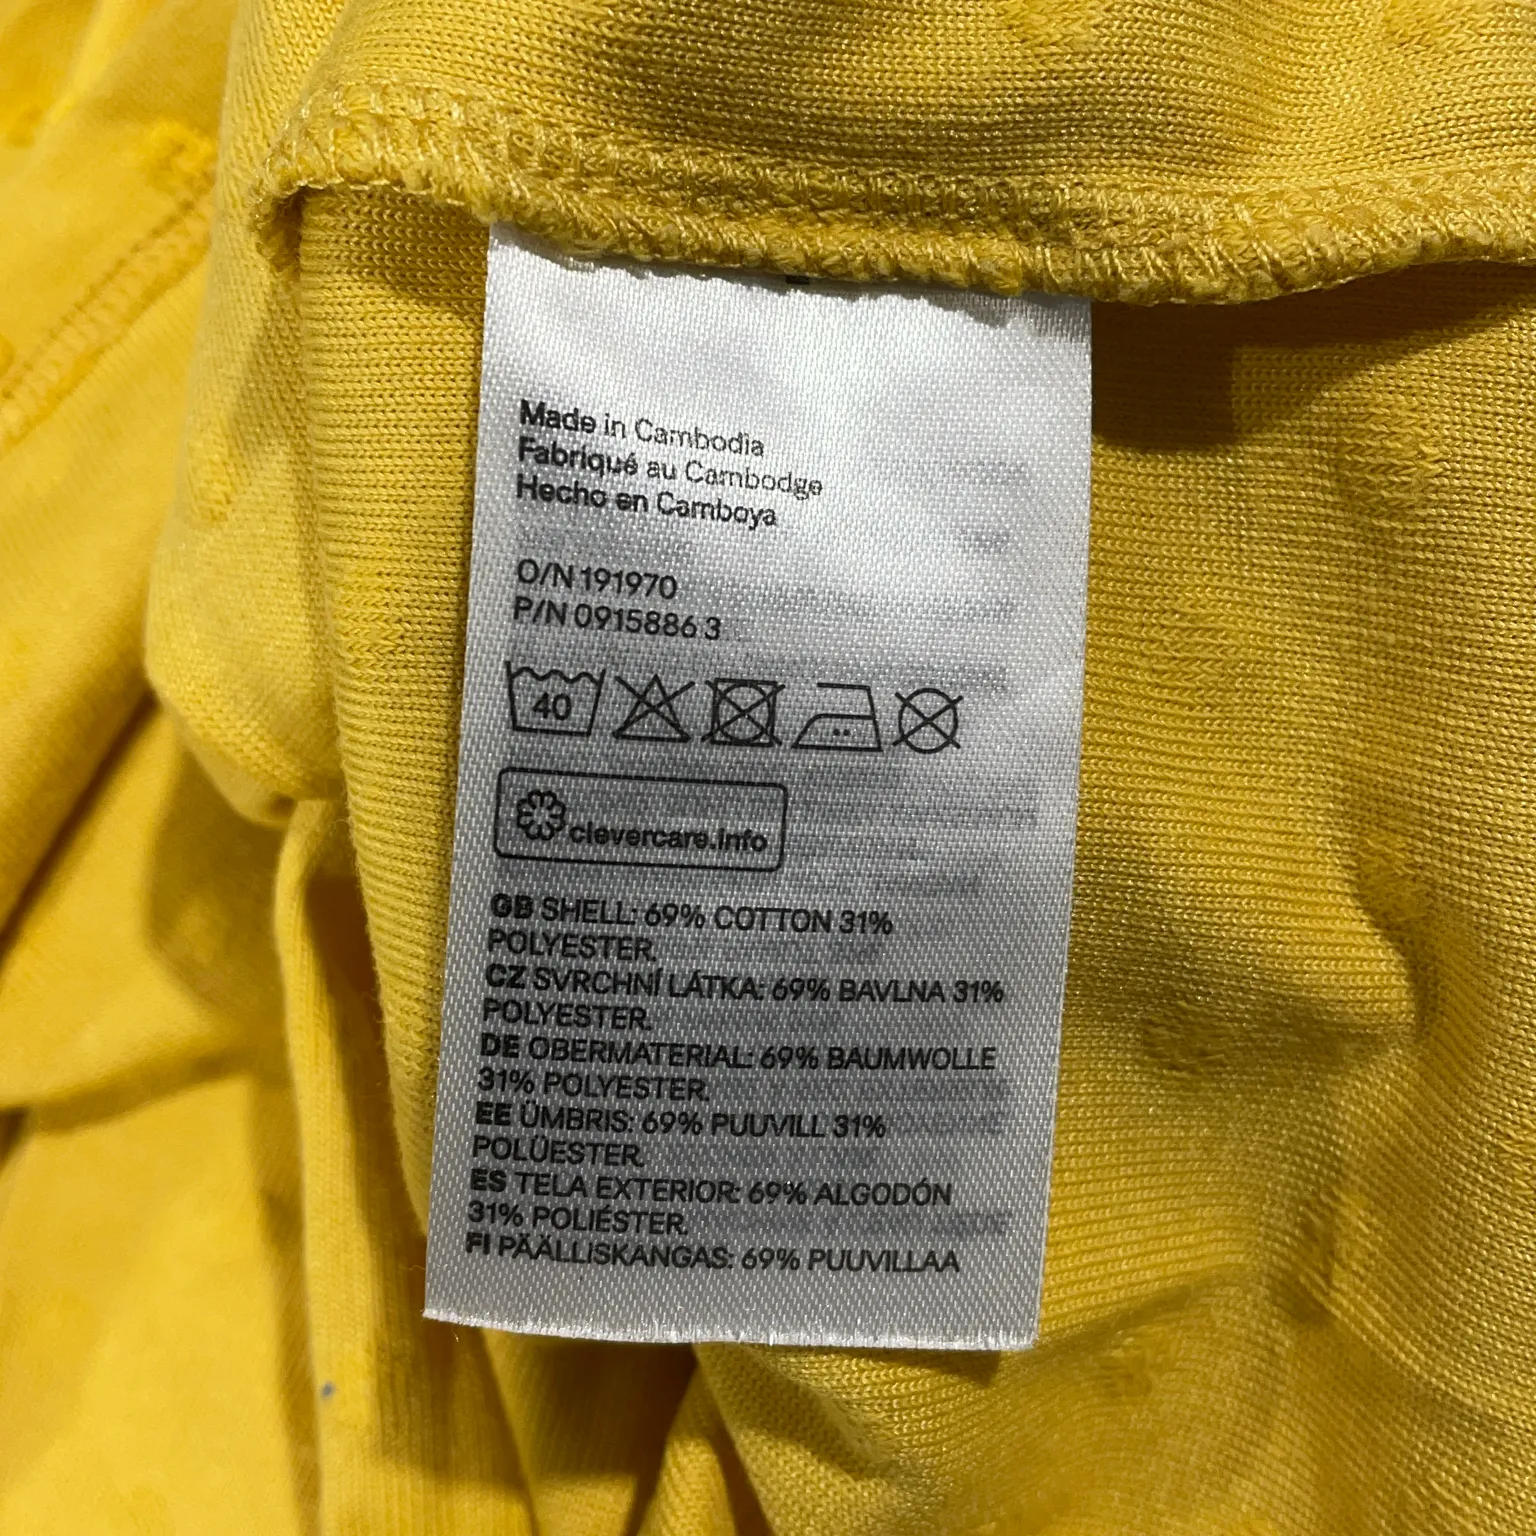 Made in Cambodia
Fabriqué au Cambodge
Hecho en Camboya
O/N 191970
P/N 0915886 3
40
clevercare.info
GB SHELL: 69% COTTON 31%
POLYESTER.
CZ SVRCHNÍ LÁTKA: 69% BAVLNA 31%
POLYESTER.
DE OBERMATERIAL: 69% BAUMWOLLE
31% POLYESTER.
EE ÜMBRIS: 69% PUUVILL 31%
POLÜESTER.
ES TELA EXTERIOR: 69% ALGODÓN
31% POLIÉSTER.
FI PÄÄLLISKANGAS: 69% PUUVILLAA